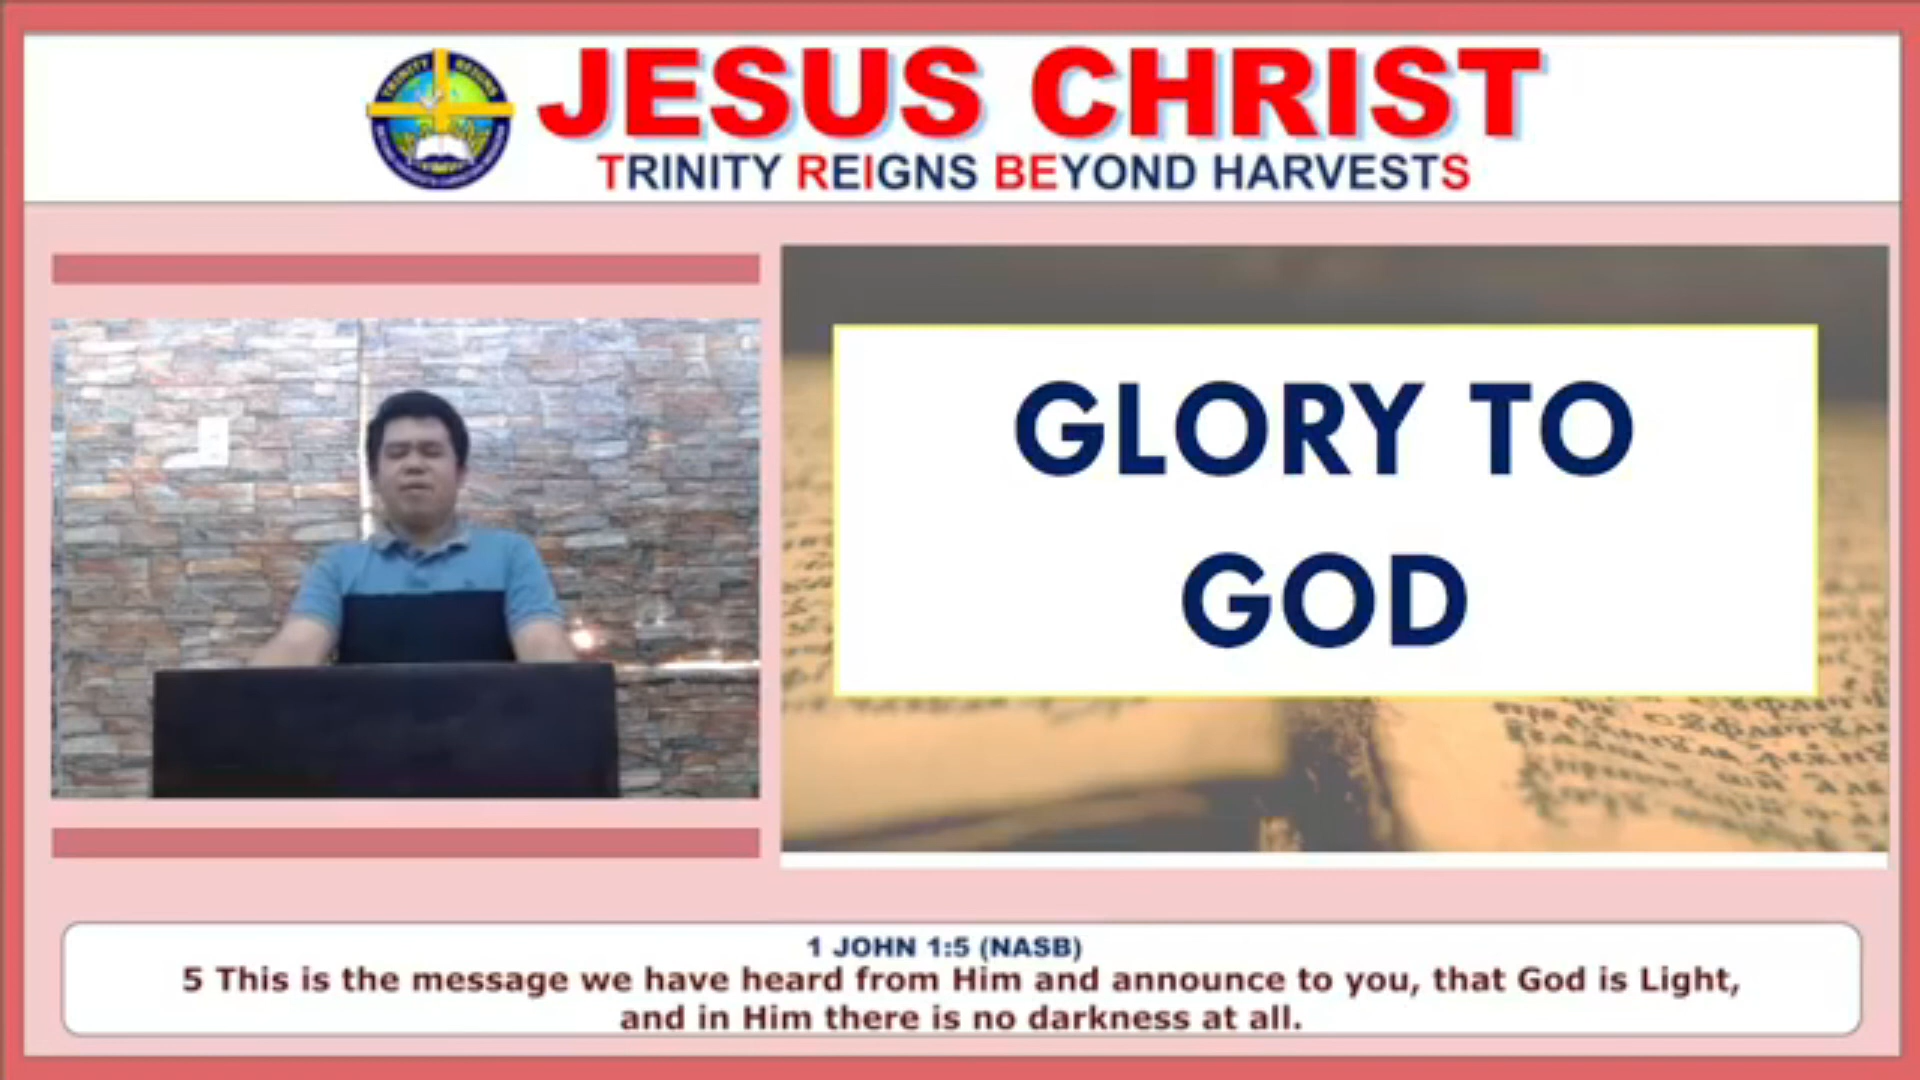 TRINITY REIGNS
JESUS CHRIST
TRINITY REIGNS BEYOND HARVESTS
GLORY TO
GOD
1 JOHN 1:5 (NASB)
5 This is the message we have heard from Him and announce to you, that God is Light,
and in Him there is no darkness at all.